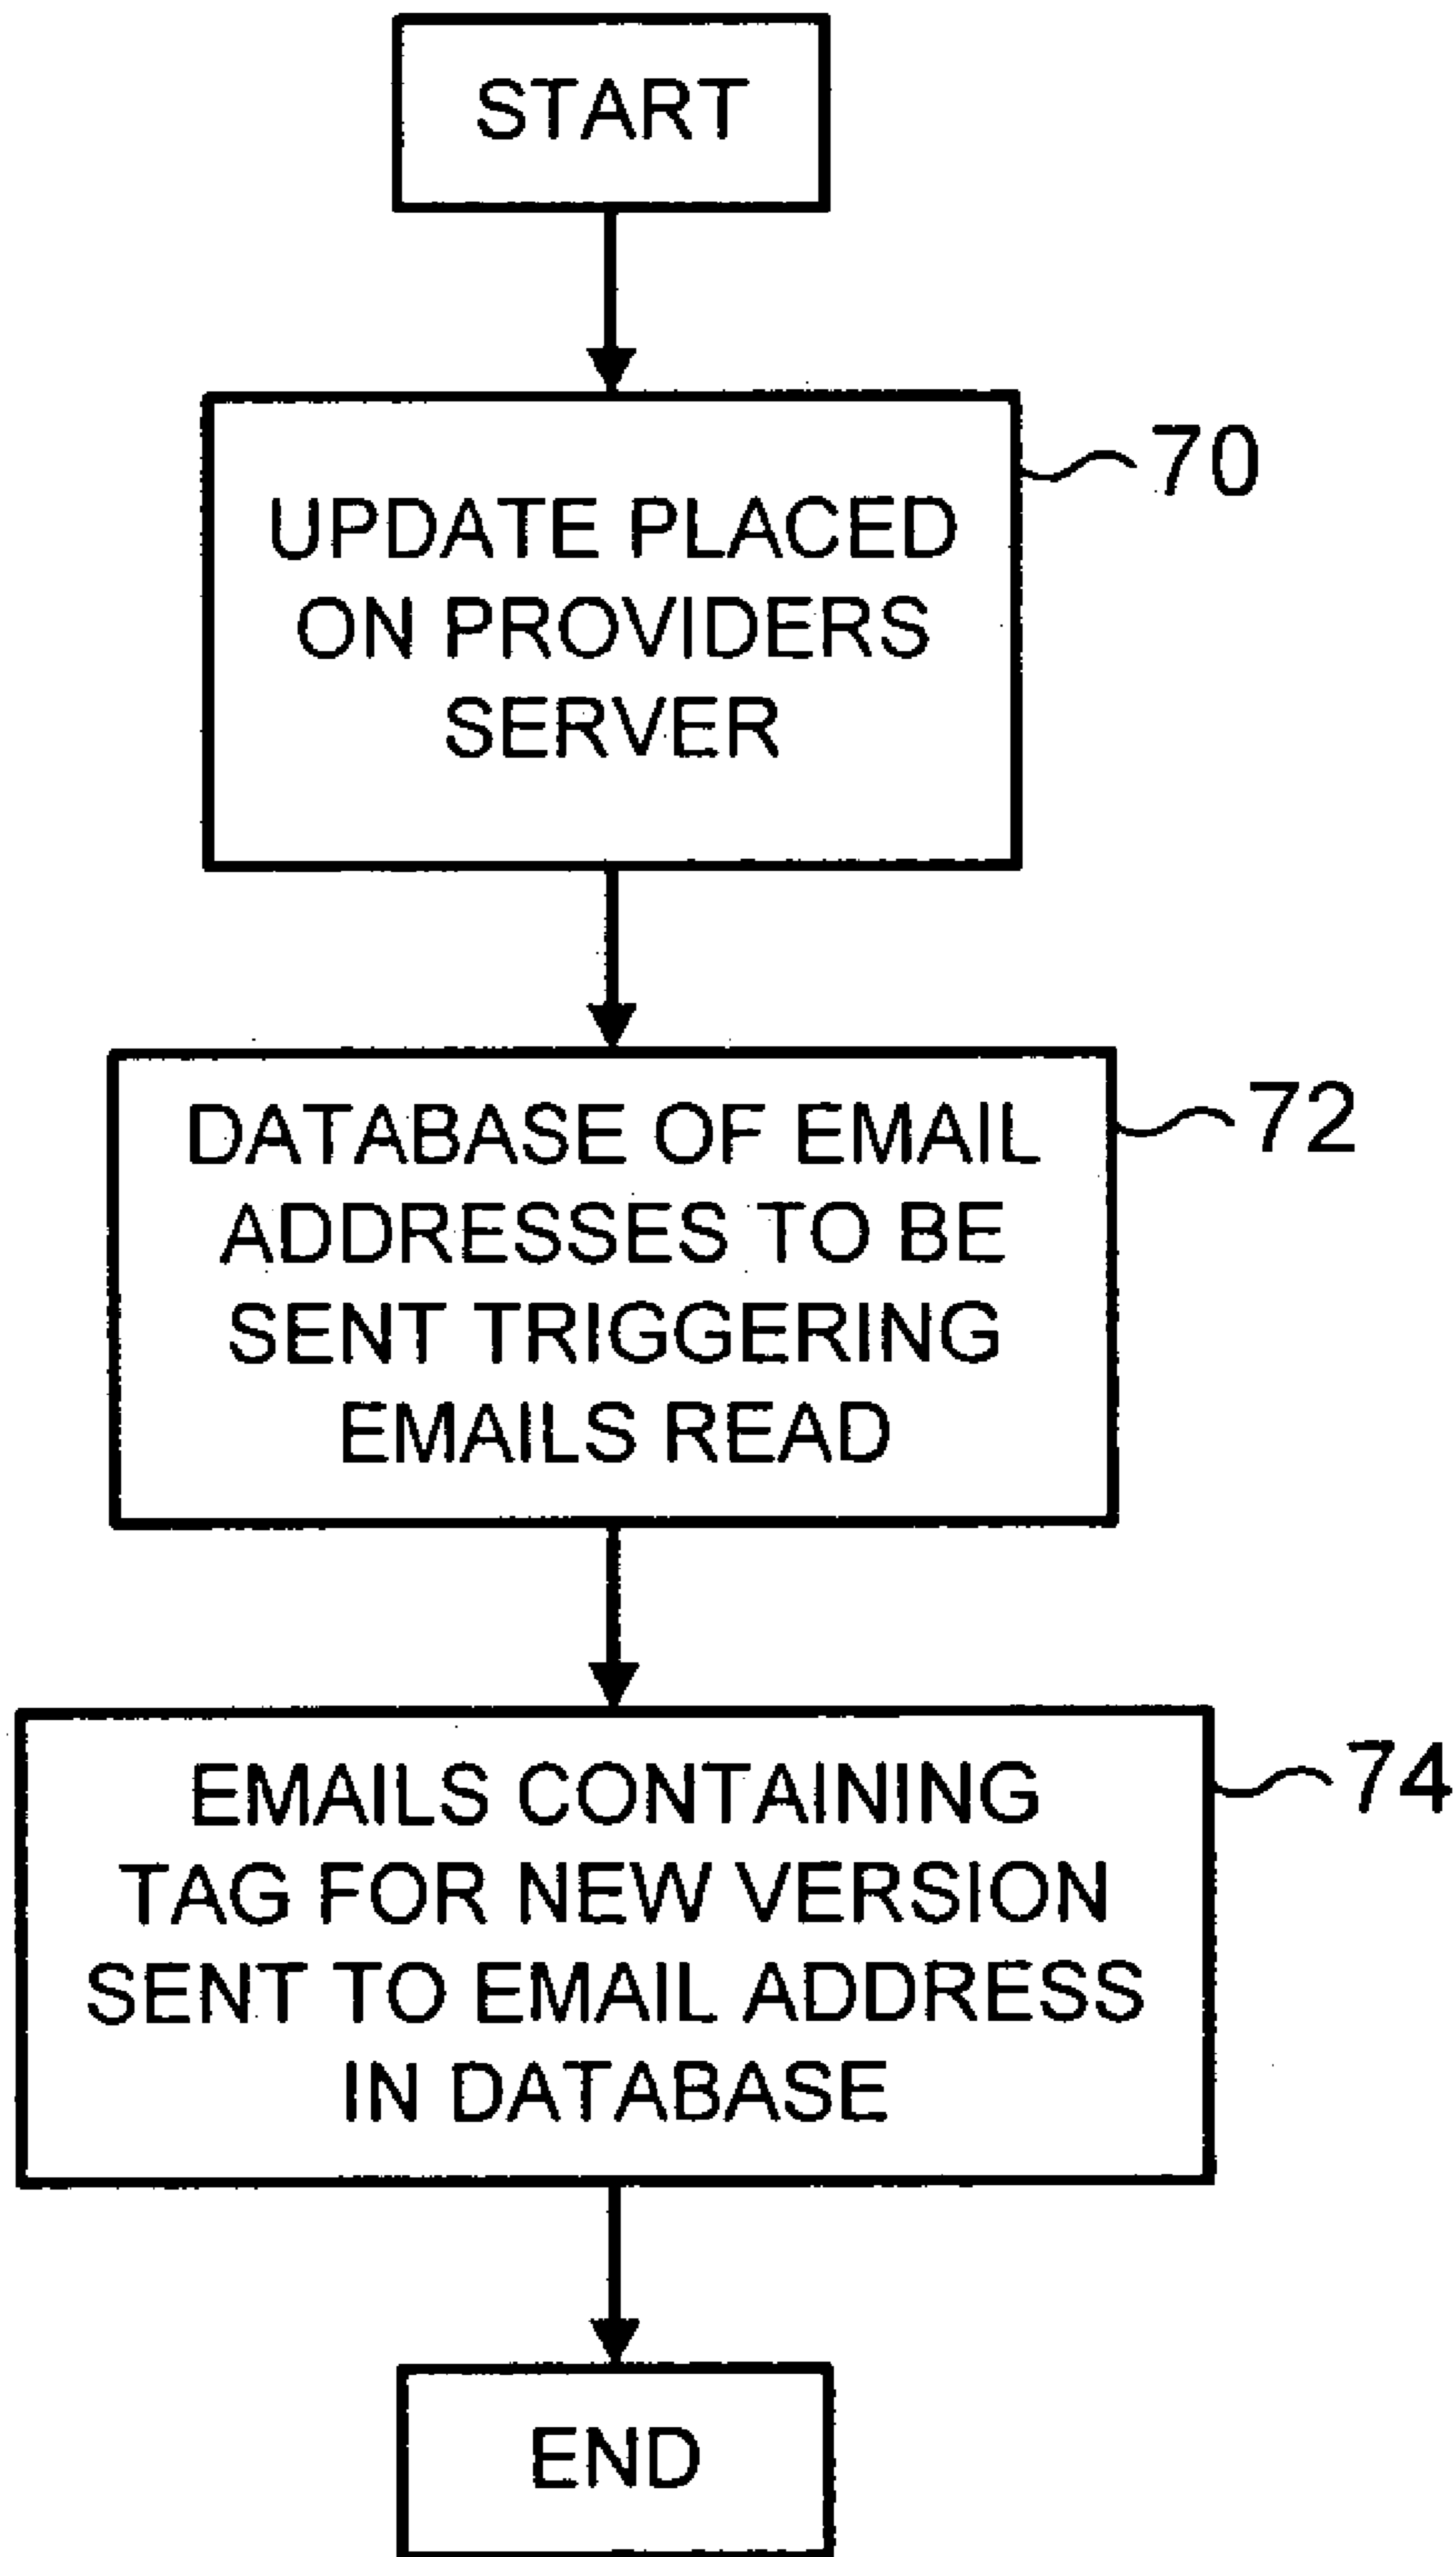 START
UPDATE PLACED
ON PROVIDERS
SERVER
70
DATABASE OF EMAIL
ADDRESSES TO BE
SENT TRIGGERING
EMAILS READ
72
EMAILS CONTAINING
TAG FOR NEW VERSION
SENT TO EMAIL ADDRESS
IN DATABASE
74
END